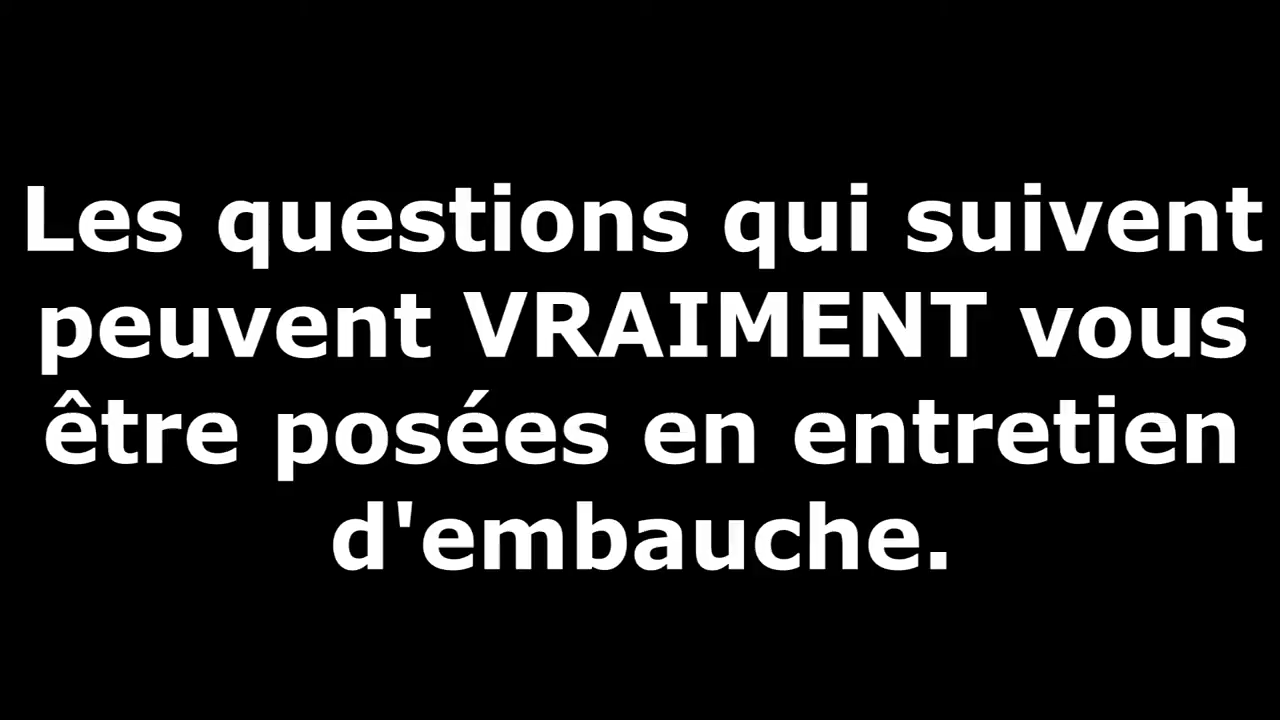 Les questions qui suivent
peuvent VRAIMENT vous
être posées en entretien
d'embauche.